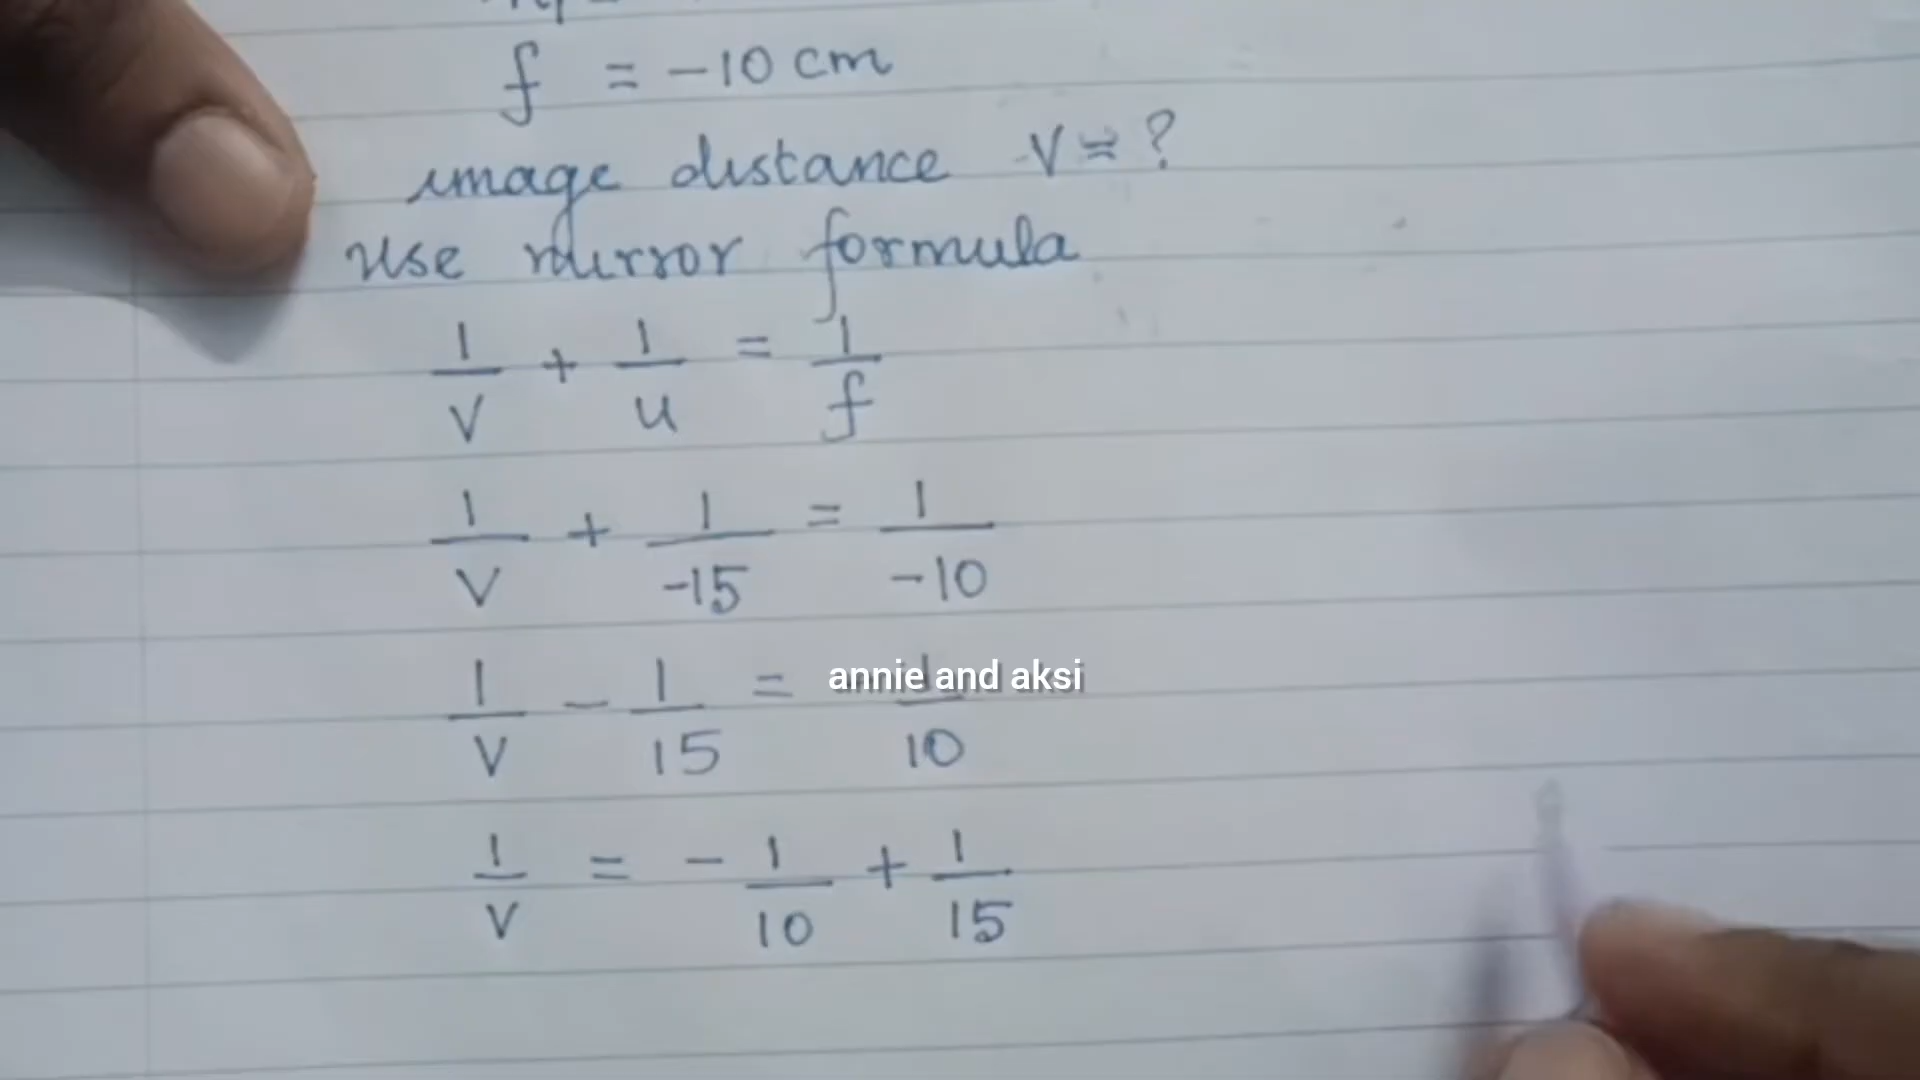 f = -10 cm
image distance v = ?
Use mirror formula
1/v + 1/u = 1/f
1/v + 1/-15 = 1/-10
1/v - 1/15 = 1/10
annie and aksi
1/v = - 1/10 + 1/15